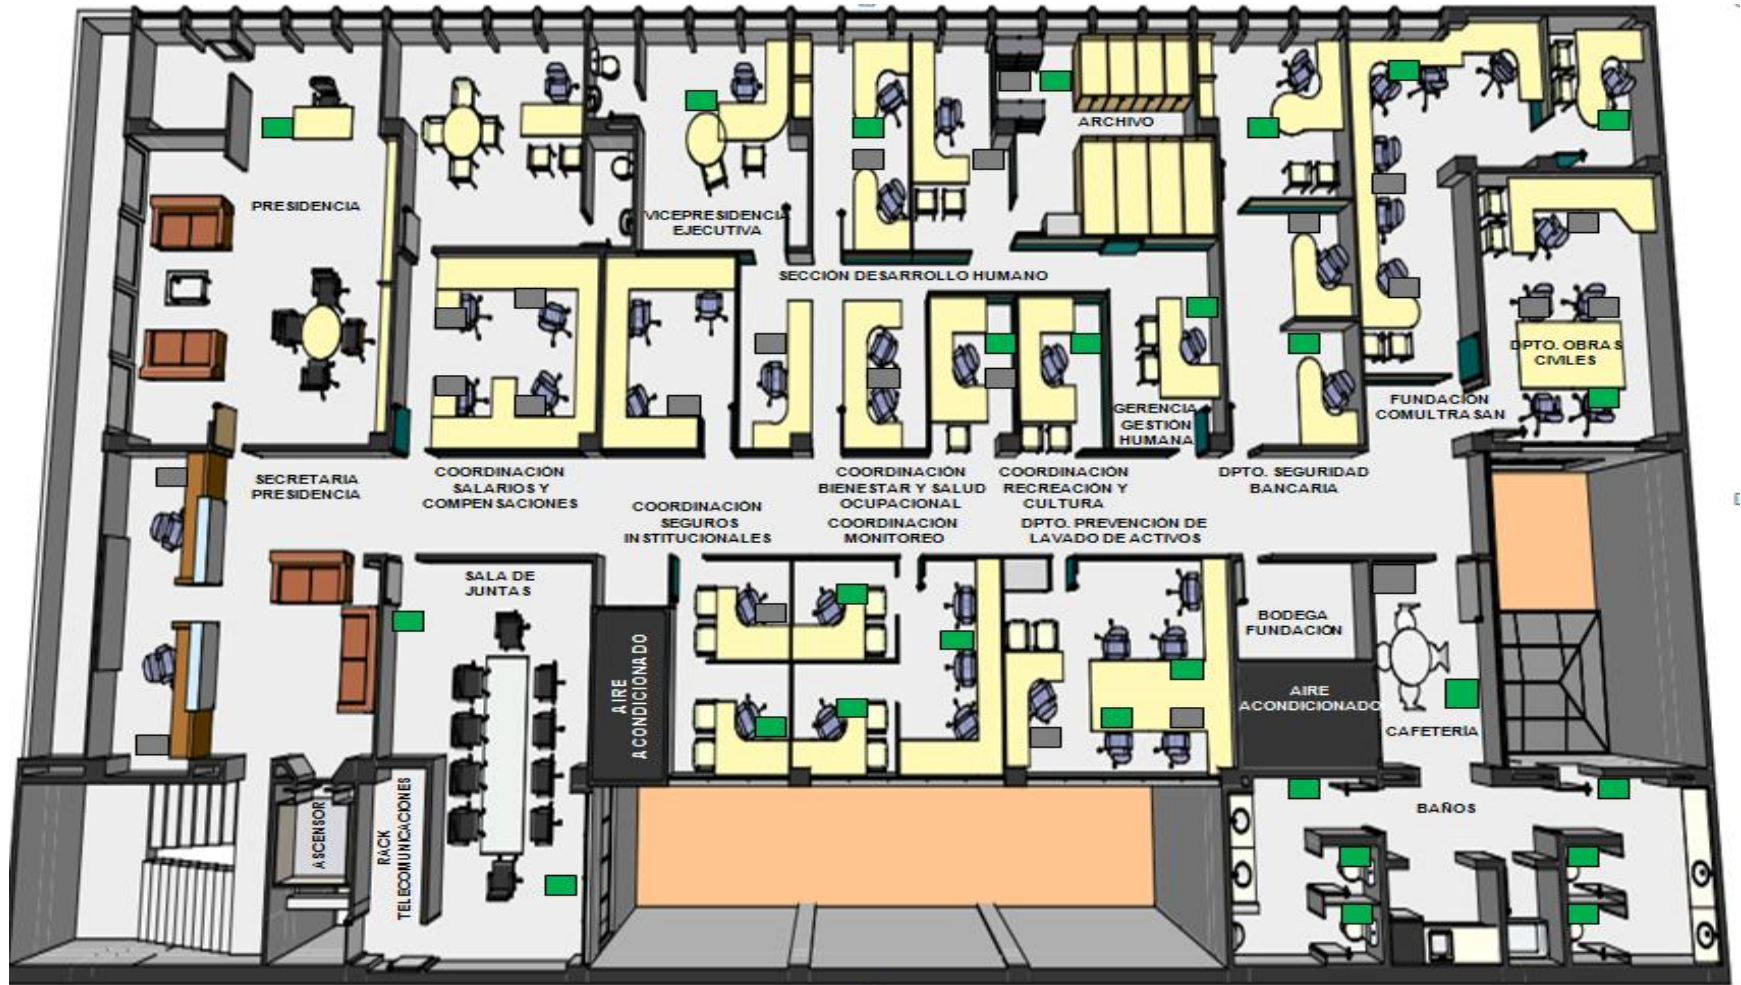 ARCHIVO
PRESIDENCIA
VICEPRESIDENCIA
EJECUTIVA
SECCIÓN DESARROLLO HUMANO
DPTO. OBRAS
CIVILES
FUNDACIÓN
COMULTRASAN
GERENCIA
GESTIÓN
HUMANA
SECRETARIA
PRESIDENCIA
COORDINACIÓN
SALARIOS Y
COMPENSACIONES
COORDINACIÓN
SEGUROS
INSTITUCIONALES
COORDINACIÓN
BIENESTAR Y SALUD
OCUPACIONAL
COORDINACIÓN
MONITOREO
COORDINACIÓN
RECREACIÓN Y
CULTURA
DPTO. PREVENCIÓN DE
LAVADO DE ACTIVOS
DPTO. SEGURIDAD
BANCARIA
SALA DE
JUNTAS
AIRE
ACONDICIONADO
BODEGA
FUNDACIÓN
AIRE
ACONDICIONADO
CAFETERÍA
ASCENSOR
RACK
TELECOMUNICACIONES
BAÑOS